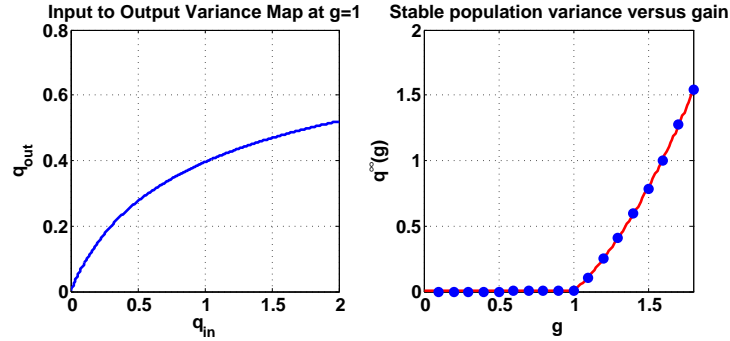 Input to Output Variance Map at g=1
0.8
0.6
0.4
0.2
0
q_out
0 0.5 1 1.5 2
q_in
Stable population variance versus gain
2
1.5
1
0.5
0
q^∞(g)
0 0.5 1 1.5
g